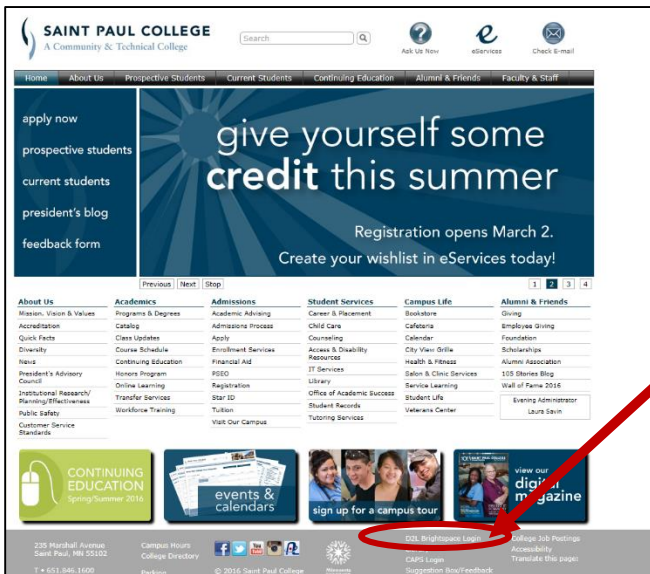 SAINT PAUL COLLEGE
A Community & Technical College
Search
Ask Us Now
eServices
Check E-mail
Home
About Us
Prospective Students
Current Students
Continuing Education
Alumni & Friends
Faculty & Staff
apply now
prospective students
current students
president's blog
feedback form
give yourself some
credit this summer
Registration opens March 2.
Create your wishlist in eServices today!
Previous Next Stop
1 2 3 4
About Us
Mission, Vision & Values
Accreditation
Quick Facts
Diversity
News
President's Advisory
Council
Institutional Research/
Planning/Effectiveness
Public Safety
Customer Service
Standards
Academics
Programs & Degrees
Catalog
Class Updates
Course Schedule
Continuing Education
Honors Program
Online Learning
Transfer Services
Workforce Training
Admissions
Academic Advising
Admissions Process
Apply
Enrollment Services
Financial Aid
PSEO
Registration
Star ID
Tuition
Visit Our Campus
Student Services
Career & Placement
Child Care
Counseling
Access & Disability
Resources
IT Services
Library
Office of Academic Success
Student Records
Tutoring Services
Campus Life
Bookstore
Cafeteria
Calendar
City View Grille
Health & Fitness
Salon & Clinic Services
Service Learning
Student Life
Veterans Center
Alumni & Friends
Giving
Employee Giving
Foundation
Scholarships
Alumni Association
105 Stories Blog
Wall of Fame 2016
Evening Administrator
Laura Savin
CONTINUING
EDUCATION
Spring/Summer 2016
events &
calendars
sign up for a campus tour
view our
digital
magazine
235 Marshall Avenue
Saint Paul, MN 55102
T • 651.846.1600
Campus Hours
College Directory
Parking
© 2016 Saint Paul College
Minnesota
D2L Brightspace Login
CAPS Login
Suggestion Box/Feedback
College Job Postings
Accessibility
Translate this page: